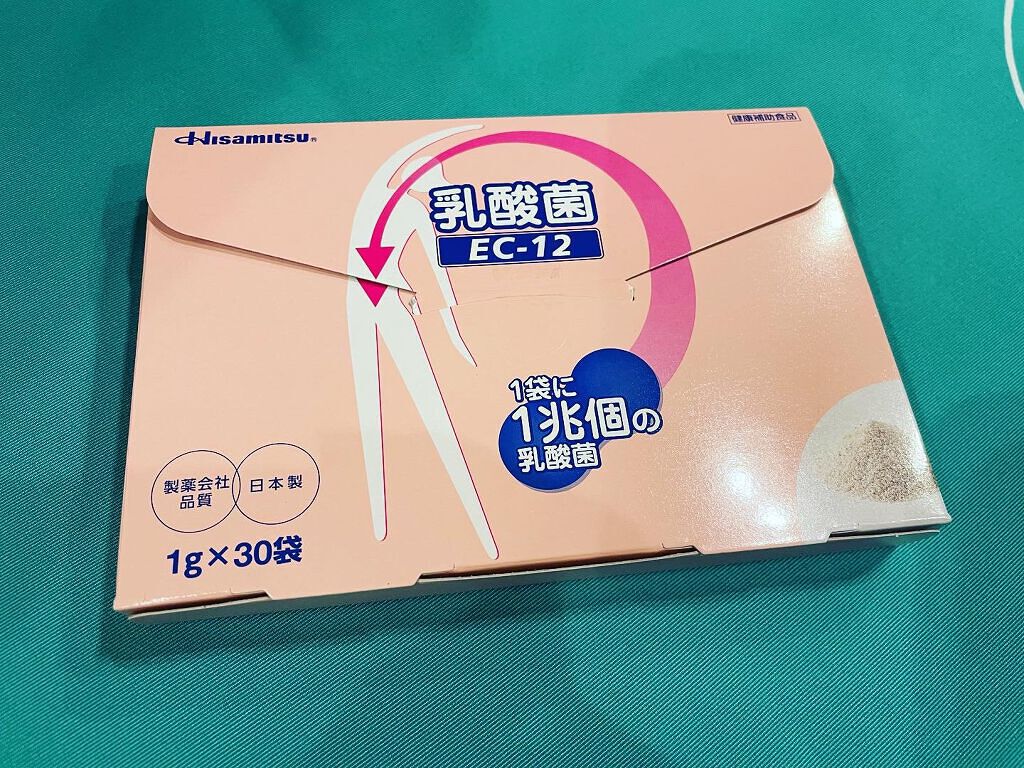 Hisamitsu®
健康補助食品
乳酸菌
EC-12
1袋に
1兆個の
乳酸菌
製薬会社
品質
日本製
1g×30袋